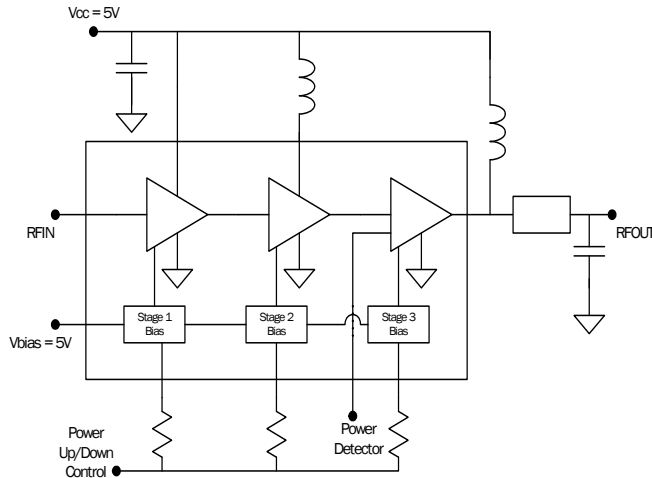 Vcc = 5V
RFIN
RFOUT
Stage 1
Bias
Stage 2
Bias
Stage 3
Bias
Vbias = 5V
Power
Up/Down
Control
Power
Detector